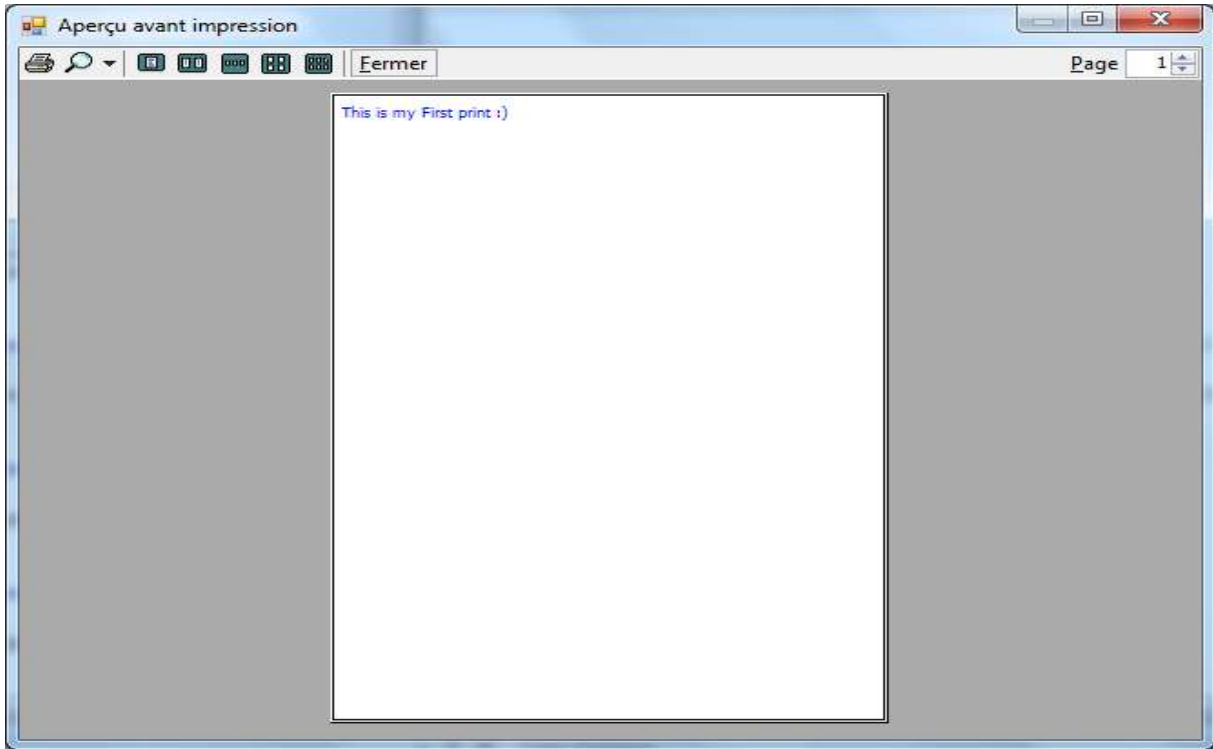 Aperçu avant impression
Fermer
Page 1
This is my First print :)